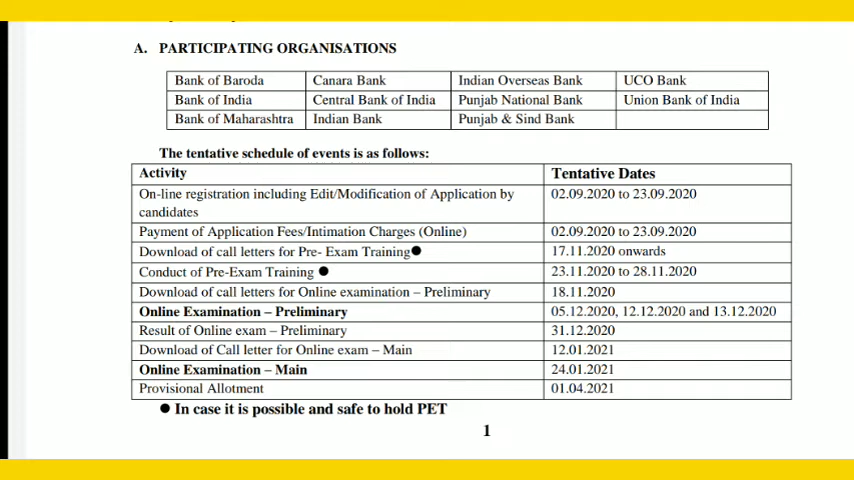 A. PARTICIPATING ORGANISATIONS
Bank of Baroda Canara Bank Indian Overseas Bank UCO Bank
Bank of India Central Bank of India Punjab National Bank Union Bank of India
Bank of Maharashtra Indian Bank Punjab & Sind Bank
The tentative schedule of events is as follows:
Activity Tentative Dates
On-line registration including Edit/Modification of Application by 02.09.2020 to 23.09.2020
candidates
Payment of Application Fees/Intimation Charges (Online) 02.09.2020 to 23.09.2020
Download of call letters for Pre- Exam Training● 17.11.2020 onwards
Conduct of Pre-Exam Training ● 23.11.2020 to 28.11.2020
Download of call letters for Online examination – Preliminary 18.11.2020
Online Examination – Preliminary 05.12.2020, 12.12.2020 and 13.12.2020
Result of Online exam – Preliminary 31.12.2020
Download of Call letter for Online exam – Main 12.01.2021
Online Examination – Main 24.01.2021
Provisional Allotment 01.04.2021
● In case it is possible and safe to hold PET
1